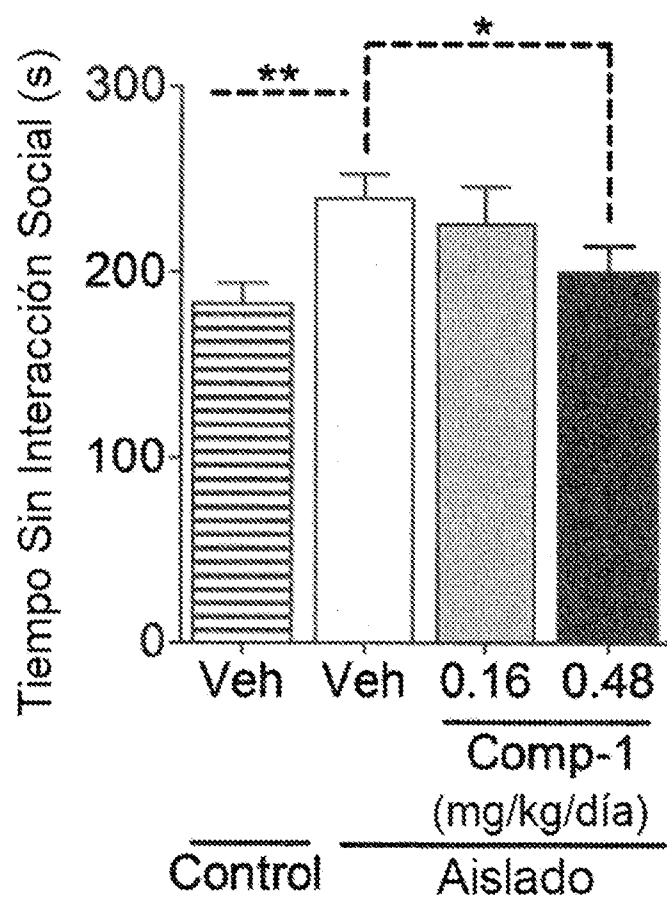 Tiempo Sin Interacción Social (s)
300
200
100
0
**
*
Veh Veh 0.16 0.48
Comp-1
(mg/kg/día)
Control Aislado